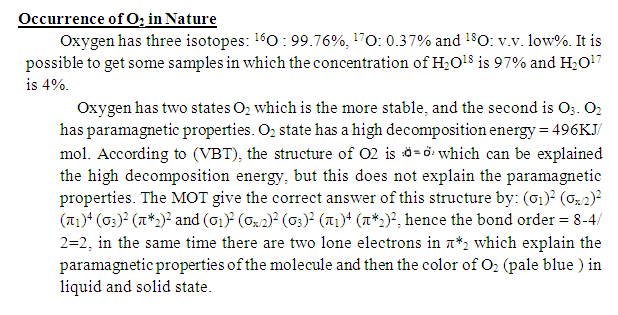 Occurrence of O₂ in Nature
Oxygen has three isotopes: ¹⁶O : 99.76%, ¹⁷O: 0.37% and ¹⁸O: v.v. low%. It is
possible to get some samples in which the concentration of H₂O¹⁸ is 97% and H₂O¹⁷
is 4%.
Oxygen has two states O₂ which is the more stable, and the second is O₃. O₂
has paramagnetic properties. O₂ state has a high decomposition energy = 496KJ/
mol. According to (VBT), the structure of O2 is :Ö=Ö: which can be explained
the high decomposition energy, but this does not explain the paramagnetic
properties. The MOT give the correct answer of this structure by: (σ₁)² (σₓ/₂)²
(π₁)⁴ (σ₃)² (π*₂)² and (σ₁)² (σₓ/₂)² (σ₃)² (π₁)⁴ (π*₂)², hence the bond order = 8-4/
2=2, in the same time there are two lone electrons in π*₂ which explain the
paramagnetic properties of the molecule and then the color of O₂ (pale blue ) in
liquid and solid state.